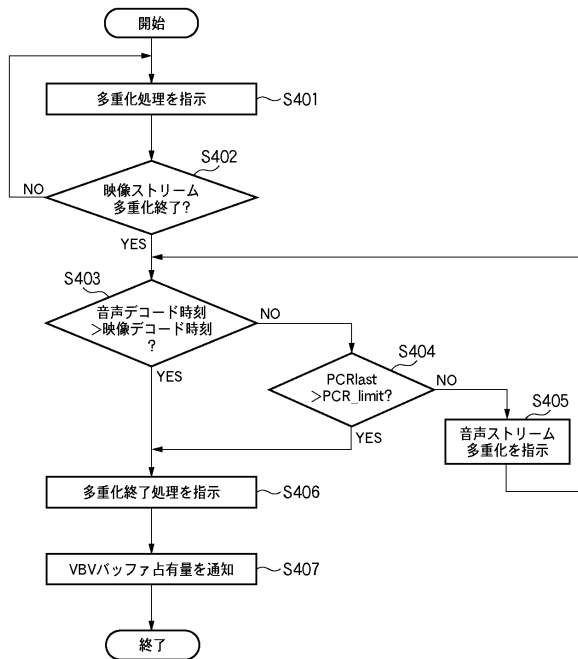 開始
多重化処理を指示
S401
S402
映像ストリーム
多重化終了?
NO
YES
S403
音声デコード時刻
>映像デコード時刻
?
NO
YES
S404
PCRlast
>PCR_limit?
NO
YES
S405
音声ストリーム
多重化を指示
多重化終了処理を指示
S406
VBVバッファ占有量を通知
S407
終了